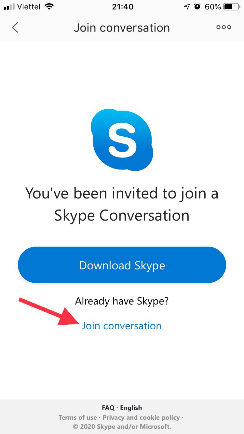 Viettel 21:40 60%
Join conversation
S
You've been invited to join a
Skype Conversation
Download Skype
Already have Skype?
Join conversation
FAQ · English
Terms of use · Privacy and cookie policy ·
© 2020 Skype and/or Microsoft.